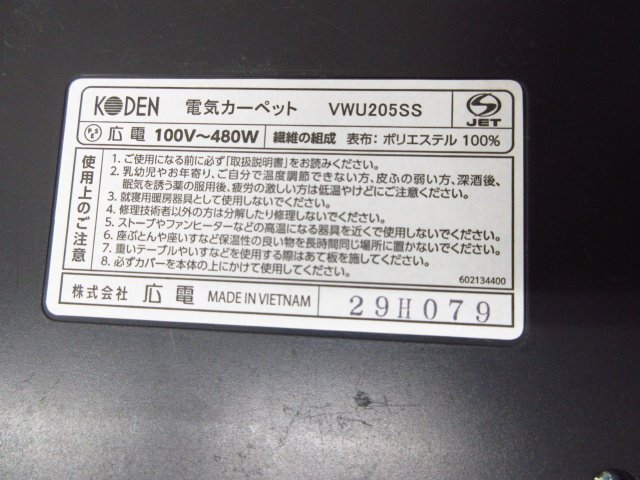 KODEN 電気カーペット VWU205SS
JET
広電 100V～480W 繊維の組成 表布：ポリエステル 100%
使用上のご注意
1. ご使用になる前に必ず「取扱説明書」をお読みください。
2. 乳幼児やお年寄り、ご自分で温度調節できない方、皮ふの弱い方、深酒後、
眠気を誘う薬の服用後、疲労の激しい方は低温やけどにご注意ください。
3. 就寝用暖房器具として使用しないでください。
4. 修理技術者以外の方は分解したり修理しないでください。
5. ストーブやファンヒーターなどの高温になる器具を近くで使用しないでください。
6. 座ぶとんや座いすなど保温性の良い物を長時間同じ場所に置かないでください。
7. 重いテーブルやいすなどを使用する際はあて板を施してください。
8. 必ずカバーを本体の上にかけて使用してください。
602134400
株式会社 広電 MADE IN VIETNAM 29H079